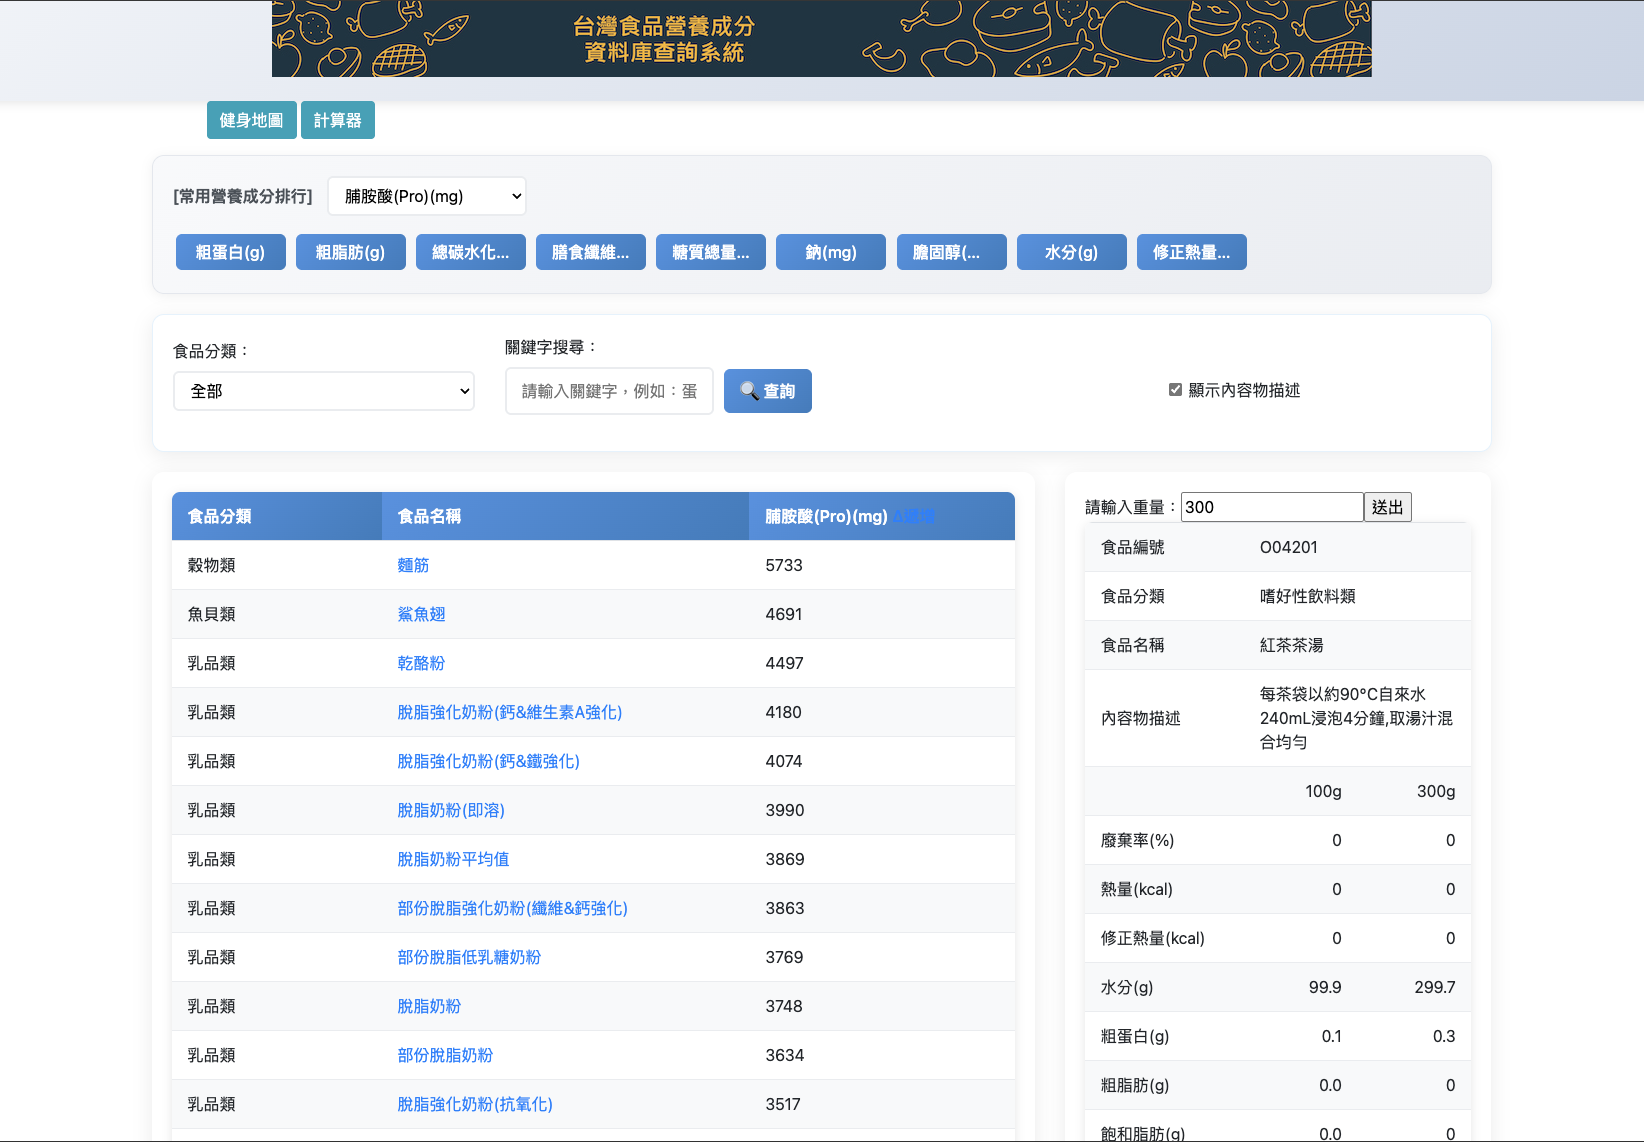 台灣食品營養成分
資料庫查詢系統
健身地圖 計算器
[常用營養成分排行] 脯胺酸(Pro)(mg)
粗蛋白(g) 粗脂肪(g) 總碳水化... 膳食纖維... 糖質總量... 鈉(mg) 膽固醇(... 水分(g) 修正熱量...
食品分類：
全部
關鍵字搜尋：
請輸入關鍵字，例如：蛋
查詢
顯示內容物描述
食品分類 食品名稱 脯胺酸(Pro)(mg)
穀物類 麵筋 5733
魚貝類 鯊魚翅 4691
乳品類 乾酪粉 4497
乳品類 脫脂強化奶粉(鈣&維生素A強化) 4180
乳品類 脫脂強化奶粉(鈣&鐵強化) 4074
乳品類 脫脂奶粉(即溶) 3990
乳品類 脫脂奶粉平均值 3869
乳品類 部份脫脂強化奶粉(纖維&鈣強化) 3863
乳品類 部份脫脂低乳糖奶粉 3769
乳品類 脫脂奶粉 3748
乳品類 部份脫脂奶粉 3634
乳品類 脫脂強化奶粉(抗氧化) 3517
請輸入重量：300 送出
食品編號 O04201
食品分類 嗜好性飲料類
食品名稱 紅茶茶湯
內容物描述
每茶袋以約90°C自來水
240mL浸泡4分鐘,取湯汁混
合均勻
100g 300g
廢棄率(%) 0 0
熱量(kcal) 0 0
修正熱量(kcal) 0 0
水分(g) 99.9 299.7
粗蛋白(g) 0.1 0.3
粗脂肪(g) 0.0 0
飽和脂肪(g) 0.0 0